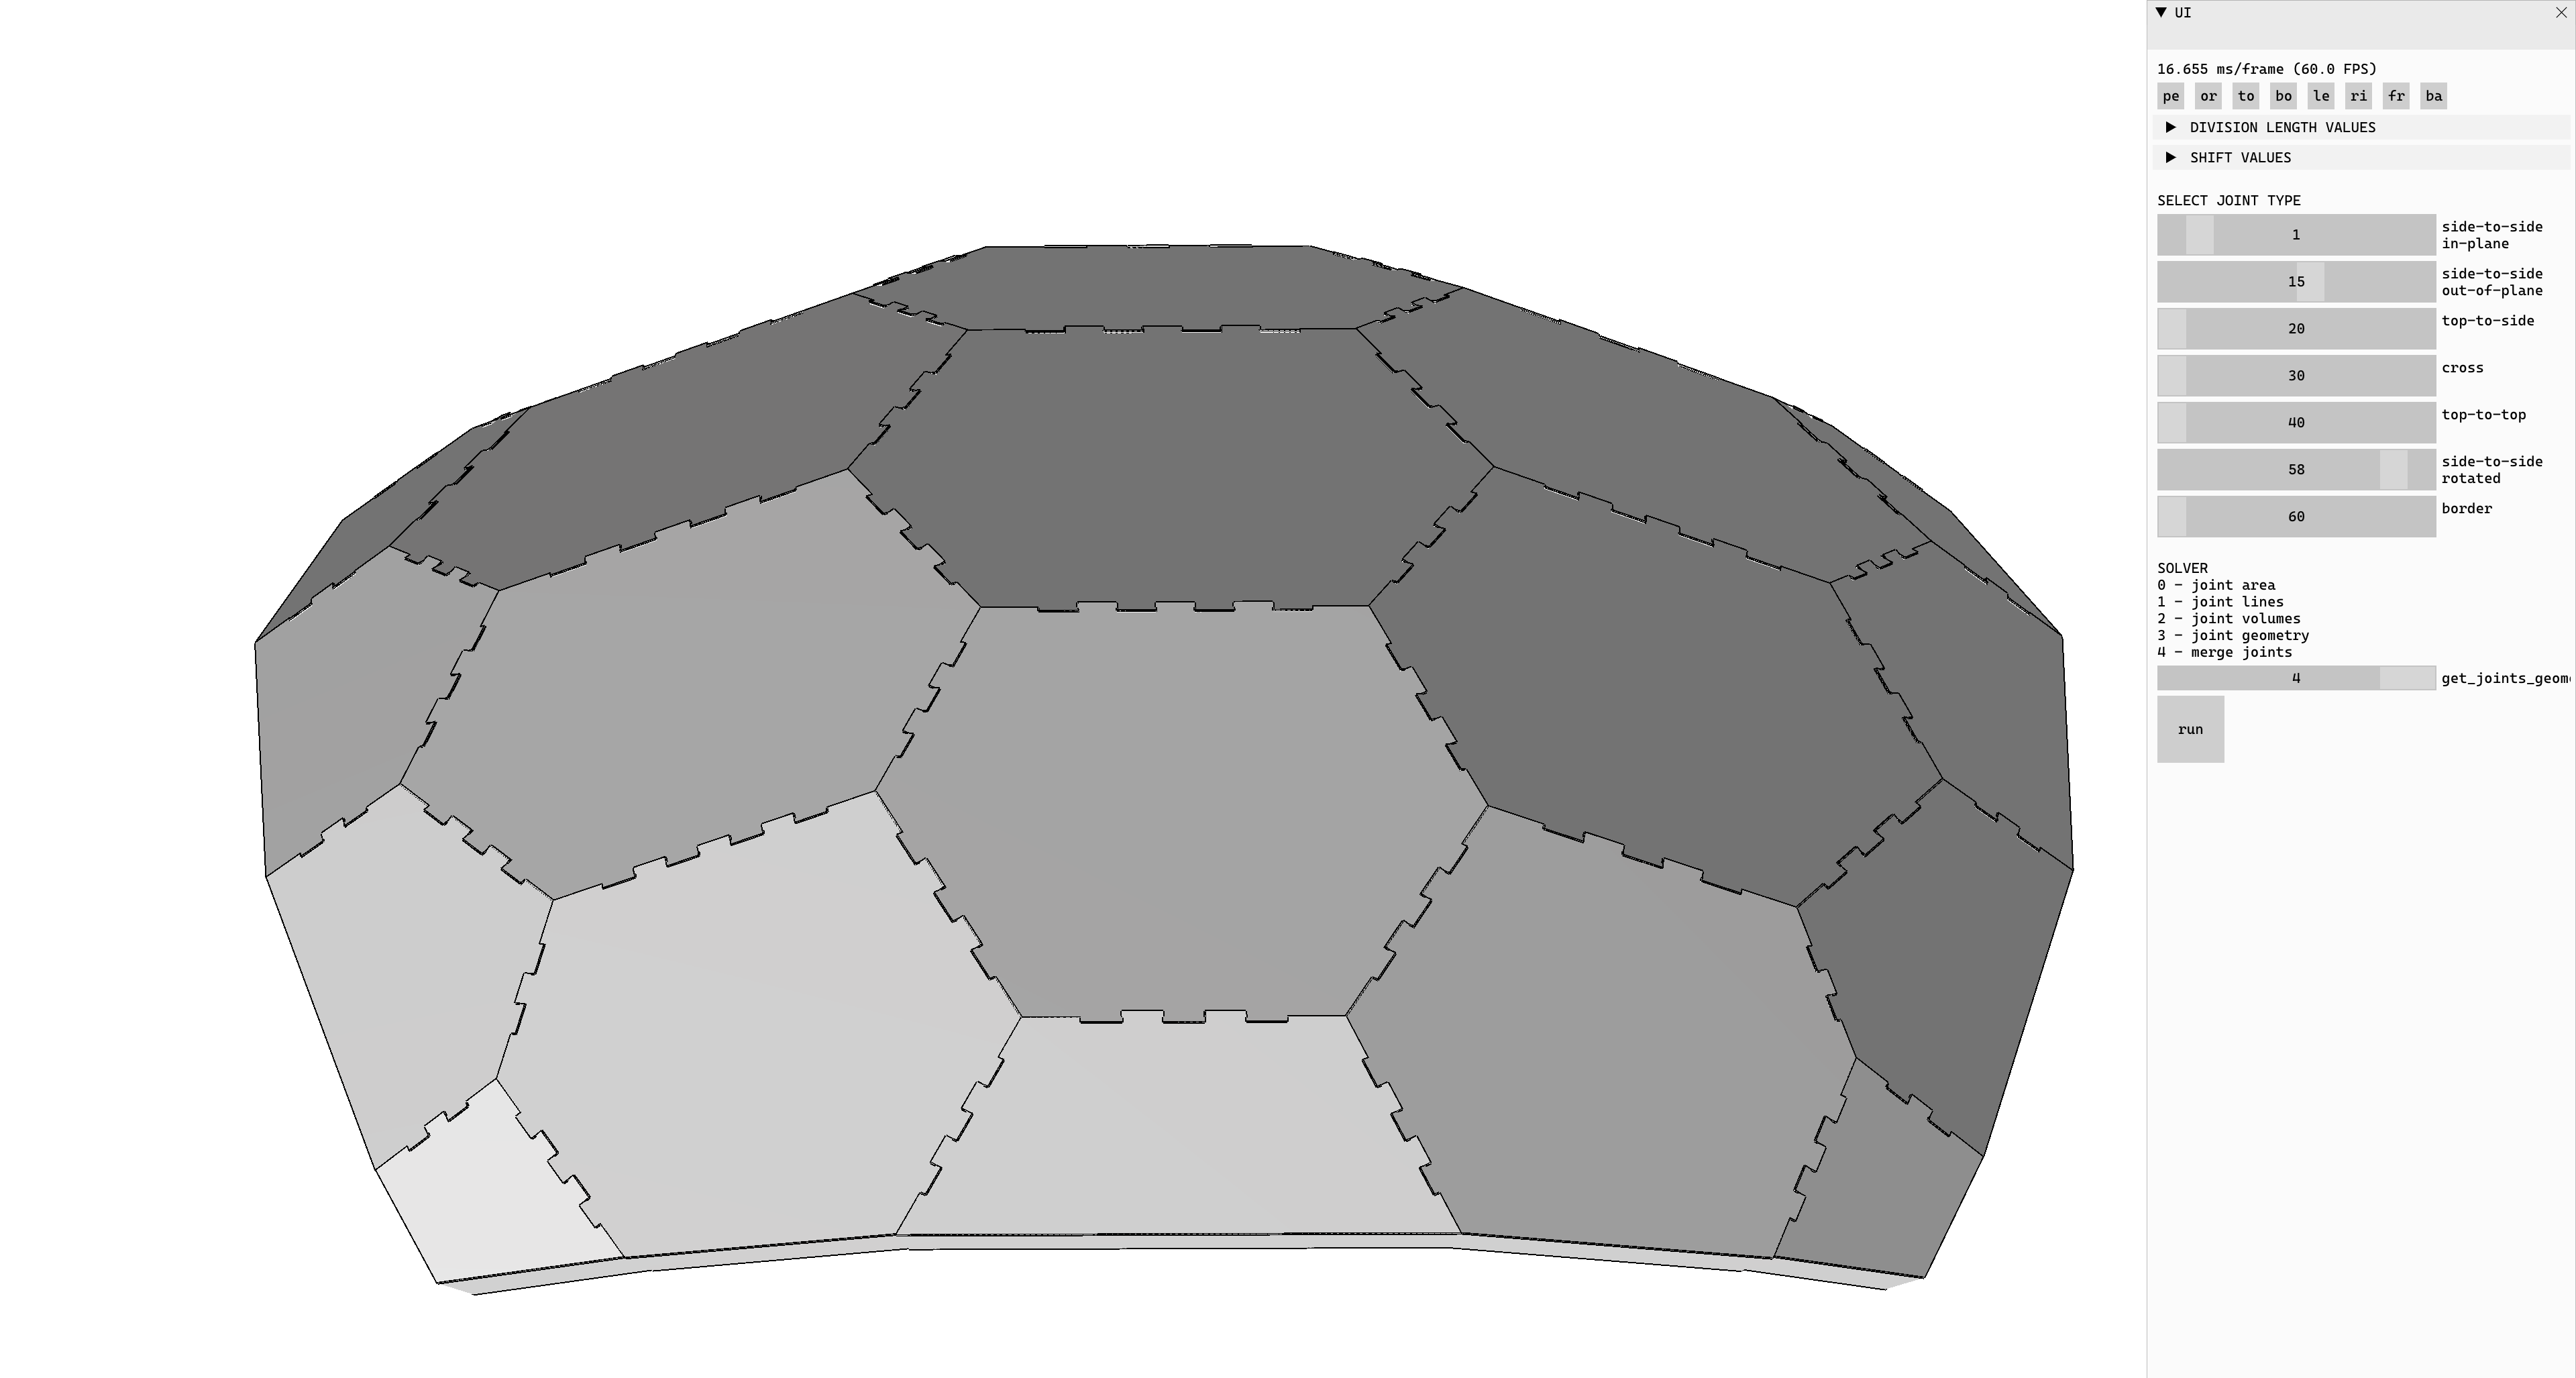 ▼ UI
16.655 ms/frame (60.0 FPS)
pe or to bo le ri fr ba
DIVISION LENGTH VALUES
SHIFT VALUES
SELECT JOINT TYPE
1 side-to-side
in-plane
15 side-to-side
out-of-plane
20 top-to-side
30 cross
40 top-to-top
58 side-to-side
rotated
60 border
SOLVER
0 - joint area
1 - joint lines
2 - joint volumes
3 - joint geometry
4 - merge joints
4 get_joints_geom
run